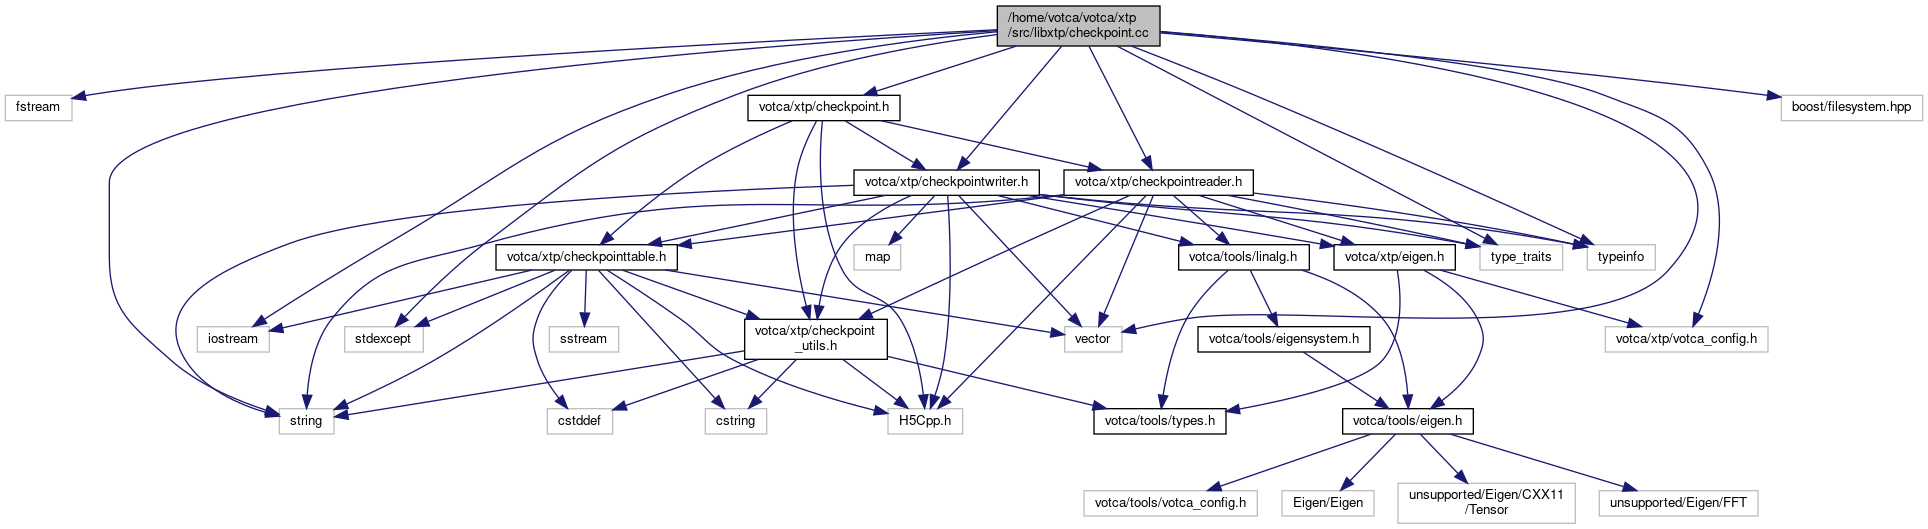 /home/votca/votca/xtp
/src/libxtp/checkpoint.cc
fstream
votca/xtp/checkpoint.h
boost/filesystem.hpp
votca/xtp/checkpointwriter.h
votca/xtp/checkpointreader.h
votca/xtp/checkpointtable.h
map
votca/tools/linalg.h
votca/xtp/eigen.h
type_traits
typeinfo
iostream
stdexcept
sstream
votca/xtp/checkpoint
_utils.h
vector
votca/tools/eigensystem.h
votca/xtp/votca_config.h
string
cstddef
cstring
H5Cpp.h
votca/tools/types.h
votca/tools/eigen.h
votca/tools/votca_config.h
Eigen/Eigen
unsupported/Eigen/CXX11
/Tensor
unsupported/Eigen/FFT